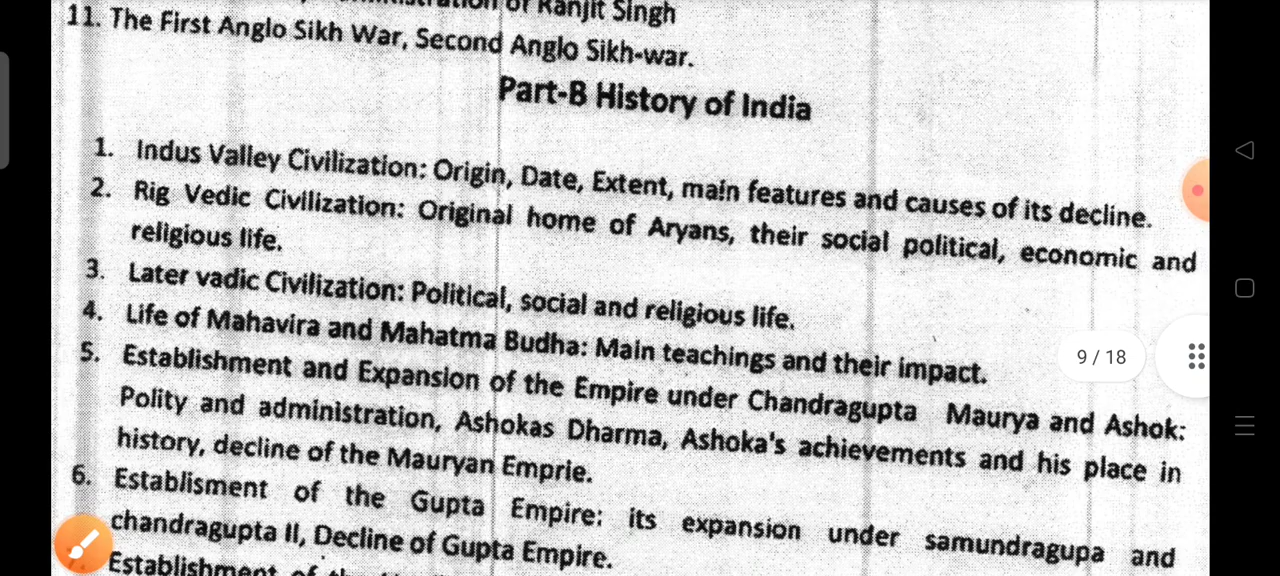 of Ranjit Singh
11. The First Anglo Sikh War, Second Anglo Sikh-war.
Part-B History of India
1. Indus Valley Civilization: Origin, Date, Extent, main features and causes of its decline.
2. Rig Vedic Civilization: Original home of Aryans, their social political, economic and
religious life.
3. Later vadic Civilization: Political, social and religious life.
4. Life of Mahavira and Mahatma Budha: Main teachings and their impact.
5. Establishment and Expansion of the Empire under Chandragupta Maurya and Ashok:
Polity and administration, Ashokas Dharma, Ashoka's achievements and his place in
history, decline of the Mauryan Emprie.
6. Establisment of the Gupta Empire: its expansion under samundragupa and
chandragupta II, Decline of Gupta Empire.
Establishment of
9 / 18